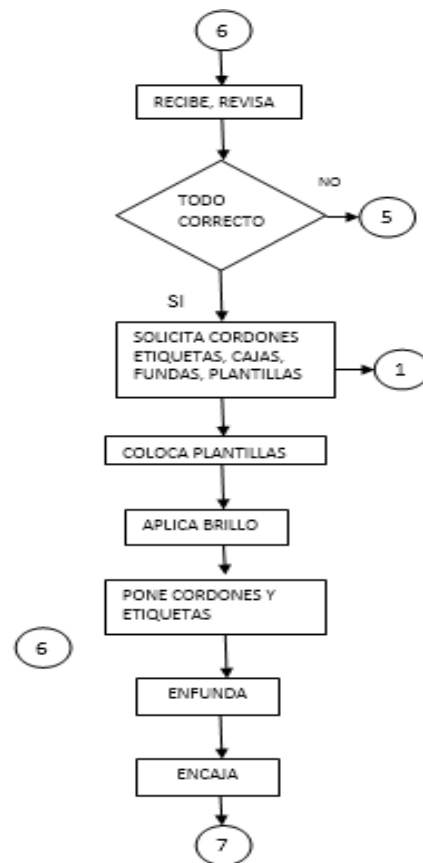 6
RECIBE, REVISA
TODO
CORRECTO
NO
5
SI
SOLICITA CORDONES
ETIQUETAS, CAJAS,
FUNDAS, PLANTILLAS
1
COLOCA PLANTILLAS
APLICA BRILLO
PONE CORDONES Y
ETIQUETAS
6
ENFUNDA
ENCAJA
7